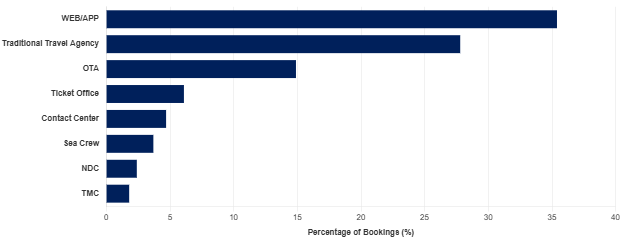 WEB/APP
Traditional Travel Agency
OTA
Ticket Office
Contact Center
Sea Crew
NDC
TMC
0 5 10 15 20 25 30 35 40
Percentage of Bookings (%)